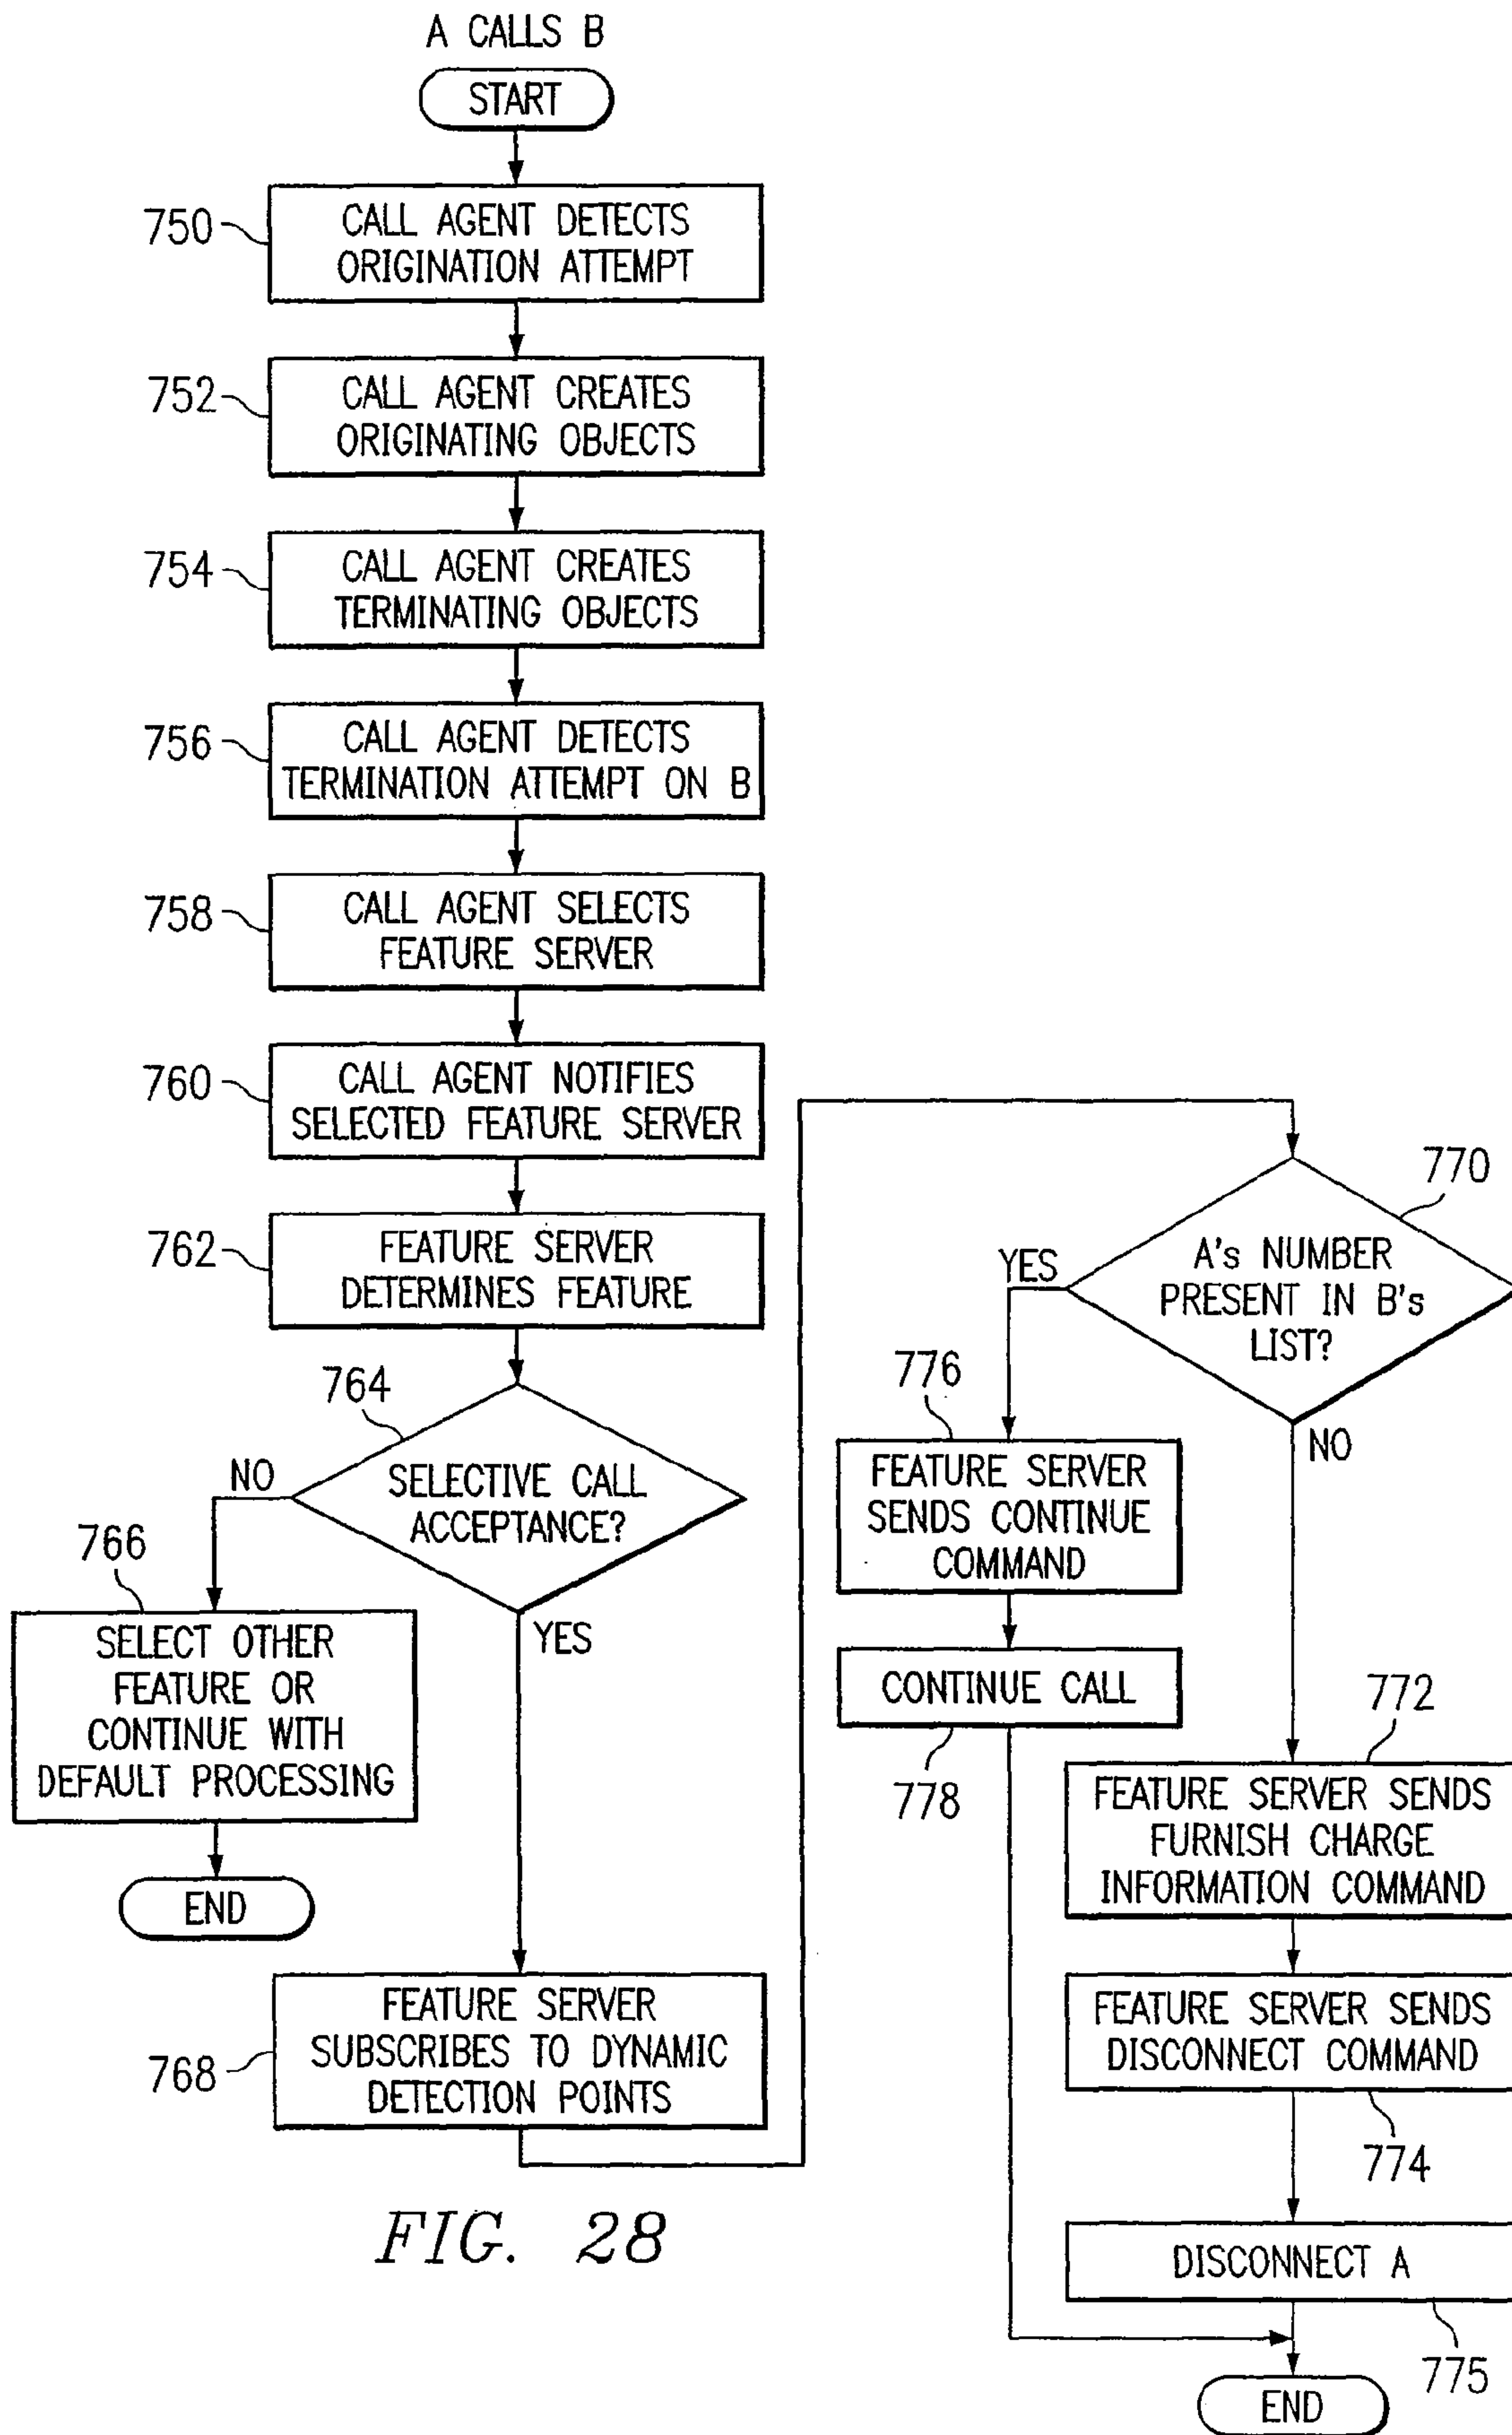 A CALLS B
START
750
CALL AGENT DETECTS
ORIGINATION ATTEMPT
752
CALL AGENT CREATES
ORIGINATING OBJECTS
754
CALL AGENT CREATES
TERMINATING OBJECTS
756
CALL AGENT DETECTS
TERMINATION ATTEMPT ON B
758
CALL AGENT SELECTS
FEATURE SERVER
760
CALL AGENT NOTIFIES
SELECTED FEATURE SERVER
762
FEATURE SERVER
DETERMINES FEATURE
764
SELECTIVE CALL
ACCEPTANCE?
NO
YES
766
SELECT OTHER
FEATURE OR
CONTINUE WITH
DEFAULT PROCESSING
END
768
FEATURE SERVER
SUBSCRIBES TO DYNAMIC
DETECTION POINTS
770
A's NUMBER
PRESENT IN B's
LIST?
YES
NO
776
FEATURE SERVER
SENDS CONTINUE
COMMAND
CONTINUE CALL
778
772
FEATURE SERVER SENDS
FURNISH CHARGE
INFORMATION COMMAND
FEATURE SERVER SENDS
DISCONNECT COMMAND
774
DISCONNECT A
775
END
FIG. 28